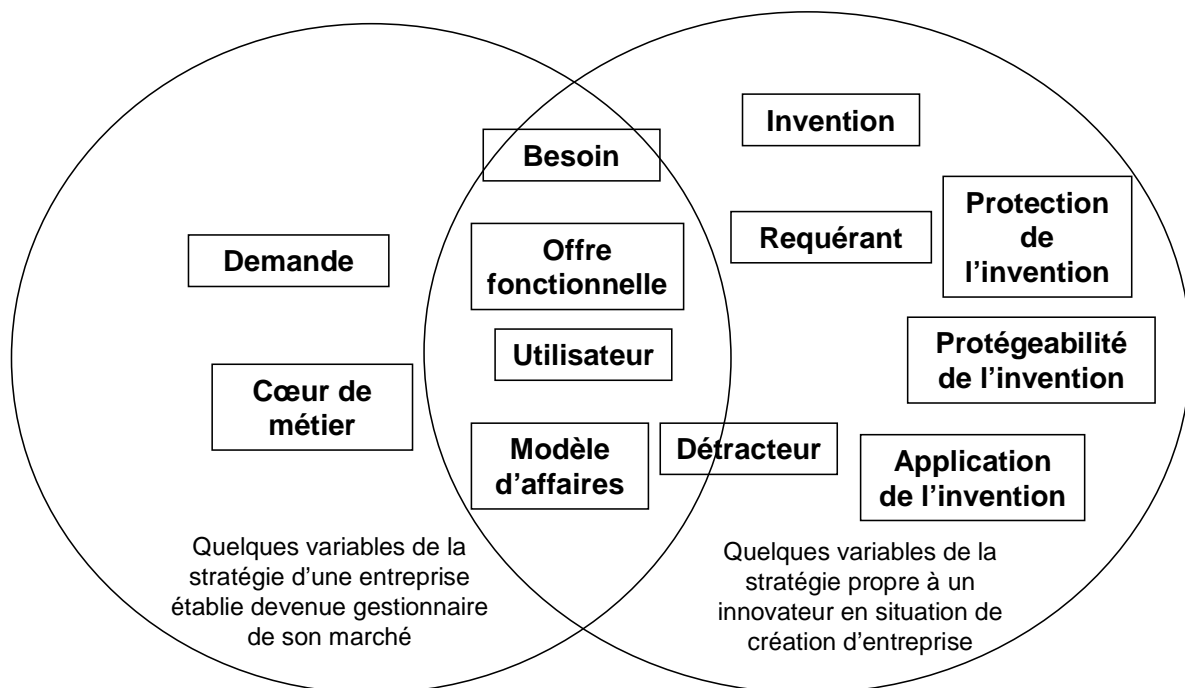 Invention
Besoin
Protection
de
l’invention
Requérant
Offre
fonctionnelle
Demande
Utilisateur
Protégeabilité
de l’invention
Cœur de
métier
Modèle
d’affaires
Détracteur
Application
de l’invention
Quelques variables de la
stratégie d’une entreprise
établie devenue gestionnaire
de son marché
Quelques variables de la
stratégie propre à un
innovateur en situation de
création d’entreprise